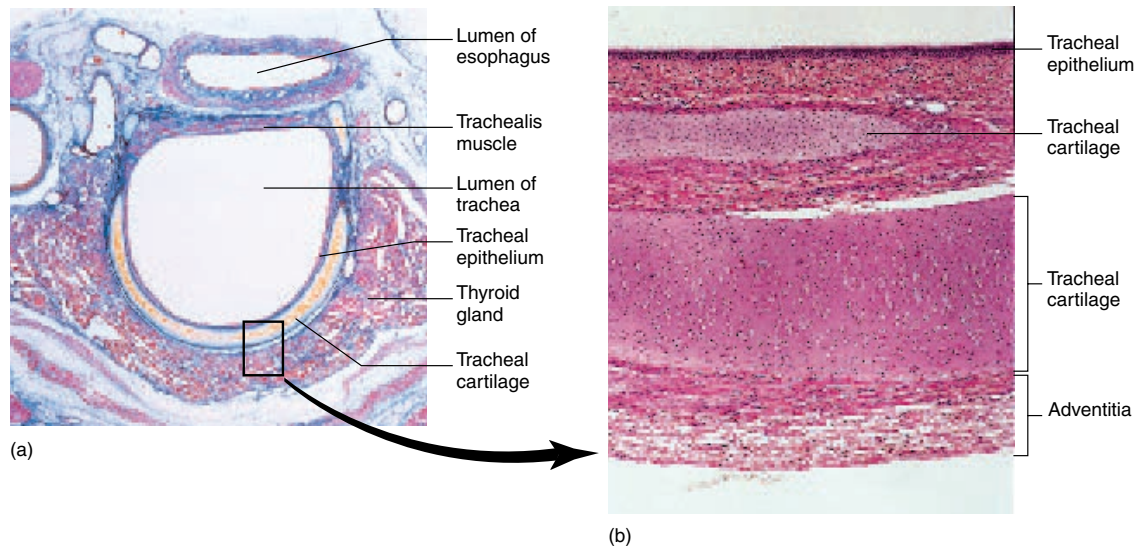 Lumen of
esophagus
Trachealis
muscle
Lumen of
trachea
Tracheal
epithelium
Thyroid
gland
Tracheal
cartilage
(a)
Tracheal
epithelium
Tracheal
cartilage
Tracheal
cartilage
Adventitia
(b)